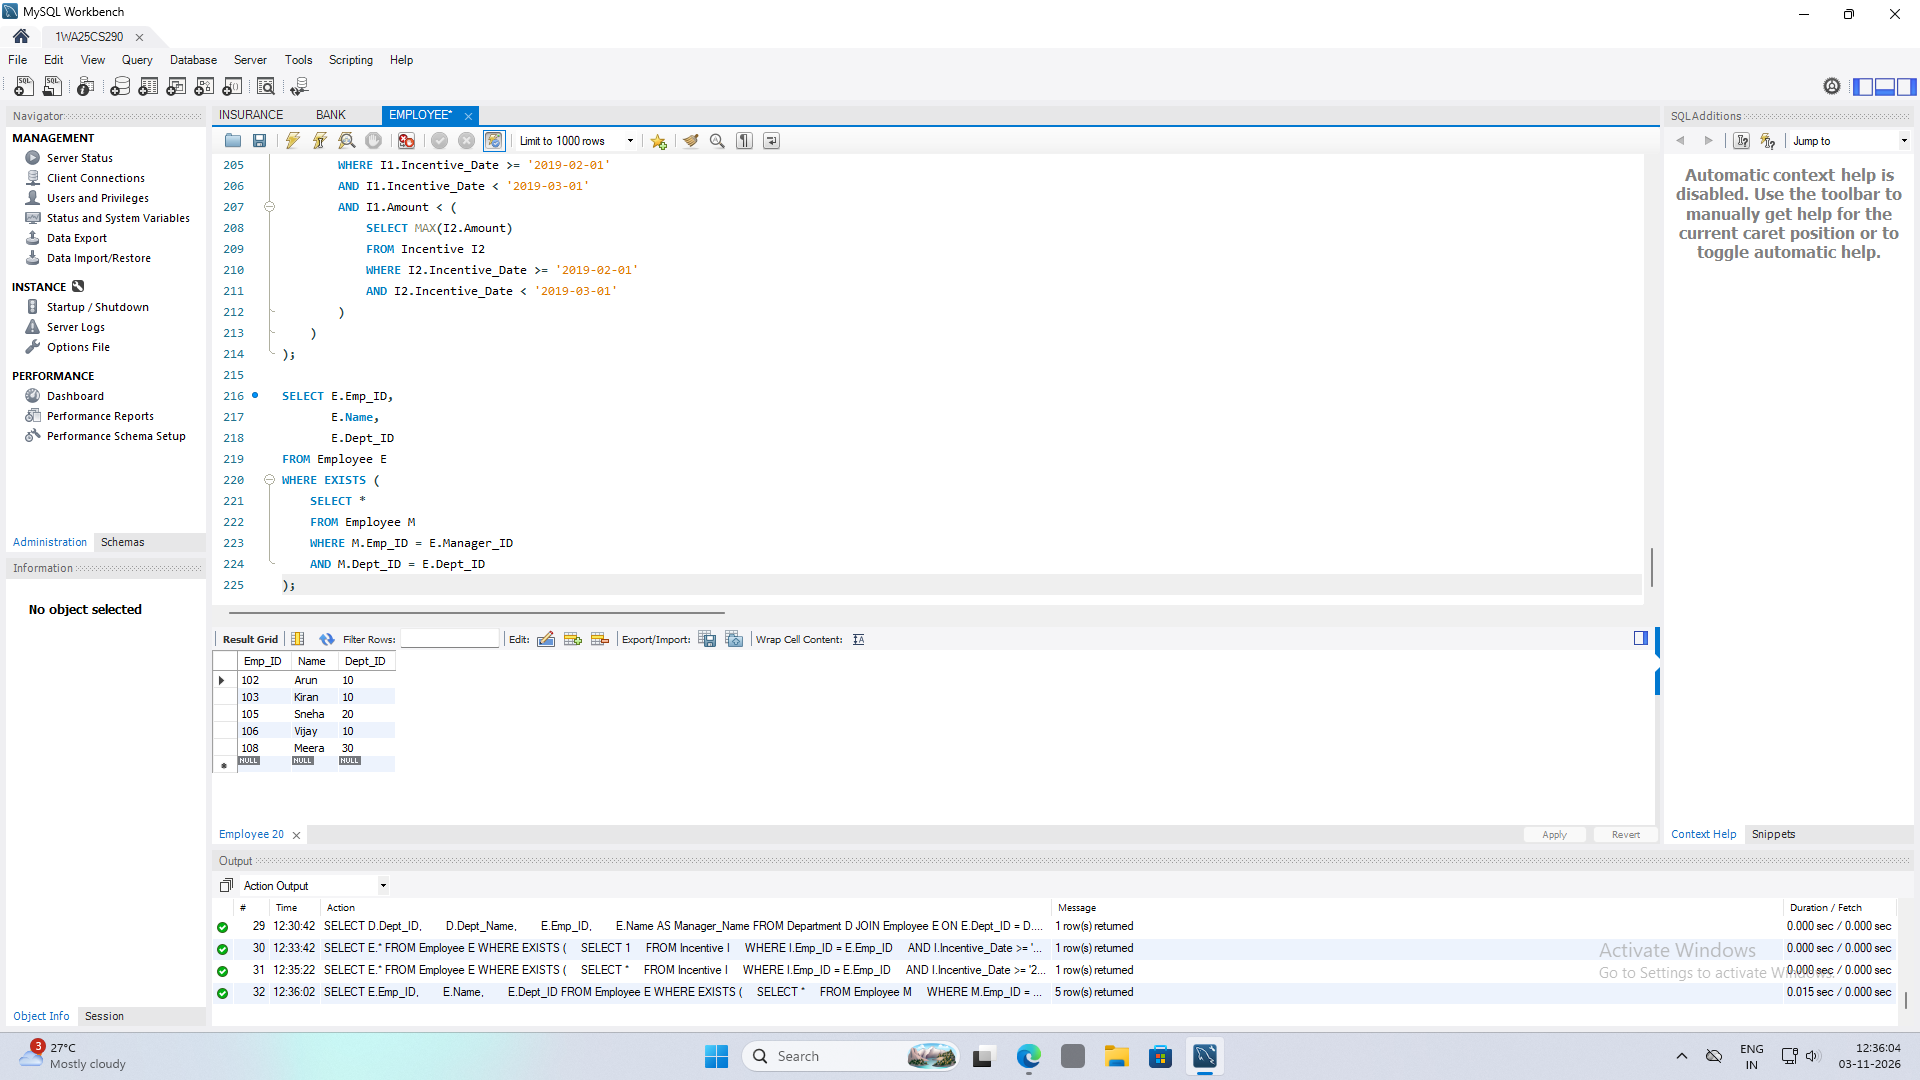 MySQL Workbench
1WA25CS290
File Edit View Query Database Server Tools Scripting Help
Navigator
MANAGEMENT
Server Status
Client Connections
Users and Privileges
Status and System Variables
Data Export
Data Import/Restore
INSTANCE
Startup / Shutdown
Server Logs
Options File
PERFORMANCE
Dashboard
Performance Reports
Performance Schema Setup
Administration Schemas
Information
No object selected
Object Info Session
INSURANCE BANK EMPLOYEE*
Limit to 1000 rows
205 WHERE I1.Incentive_Date >= '2019-02-01'
206 AND I1.Incentive_Date < '2019-03-01'
207 AND I1.Amount < (
208 SELECT MAX(I2.Amount)
209 FROM Incentive I2
210 WHERE I2.Incentive_Date >= '2019-02-01'
211 AND I2.Incentive_Date < '2019-03-01'
212 )
213 )
214 );
215
216 SELECT E.Emp_ID,
217 E.Name,
218 E.Dept_ID
219 FROM Employee E
220 WHERE EXISTS (
221 SELECT *
222 FROM Employee M
223 WHERE M.Emp_ID = E.Manager_ID
224 AND M.Dept_ID = E.Dept_ID
225 );
Result Grid Filter Rows: Edit: Export/Import: Wrap Cell Content:
Emp_ID Name Dept_ID
102 Arun 10
103 Kiran 10
105 Sneha 20
106 Vijay 10
108 Meera 30
NULL NULL NULL
Employee 20
Apply Revert
SQLAdditions
Jump to
Automatic context help is
disabled. Use the toolbar to
manually get help for the
current caret position or to
toggle automatic help.
Context Help Snippets
Output
Action Output
# Time Action Message Duration / Fetch
29 12:30:42 SELECT D.Dept_ID, D.Dept_Name, E.Emp_ID, E.Name AS Manager_Name FROM Department D JOIN Employee E ON E.Dept_ID = D.... 1 row(s) returned 0.000 sec / 0.000 sec
30 12:33:42 SELECT E.* FROM Employee E WHERE EXISTS ( SELECT 1 FROM Incentive I WHERE I.Emp_ID = E.Emp_ID AND I.Incentive_Date >= '... 1 row(s) returned 0.000 sec / 0.000 sec
31 12:35:22 SELECT E.* FROM Employee E WHERE EXISTS ( SELECT * FROM Incentive I WHERE I.Emp_ID = E.Emp_ID AND I.Incentive_Date >= '2... 1 row(s) returned 0.000 sec / 0.000 sec
32 12:36:02 SELECT E.Emp_ID, E.Name, E.Dept_ID FROM Employee E WHERE EXISTS ( SELECT * FROM Employee M WHERE M.Emp_ID = ... 5 row(s) returned 0.015 sec / 0.000 sec
Activate Windows
Go to Settings to activate Windows.
3
27°C
Mostly cloudy
Search
ENG
IN
12:36:04
03-11-2026